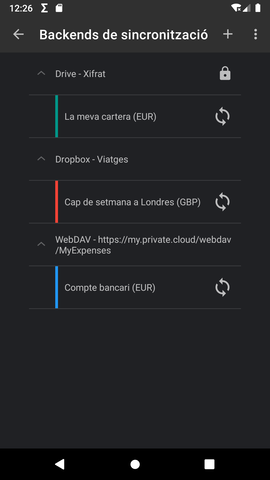 12:26
Backends de sincronització
Drive - Xifrat
La meva cartera (EUR)
Dropbox - Viatges
Cap de setmana a Londres (GBP)
WebDAV - https://my.private.cloud/webdav
/MyExpenses
Compte bancari (EUR)